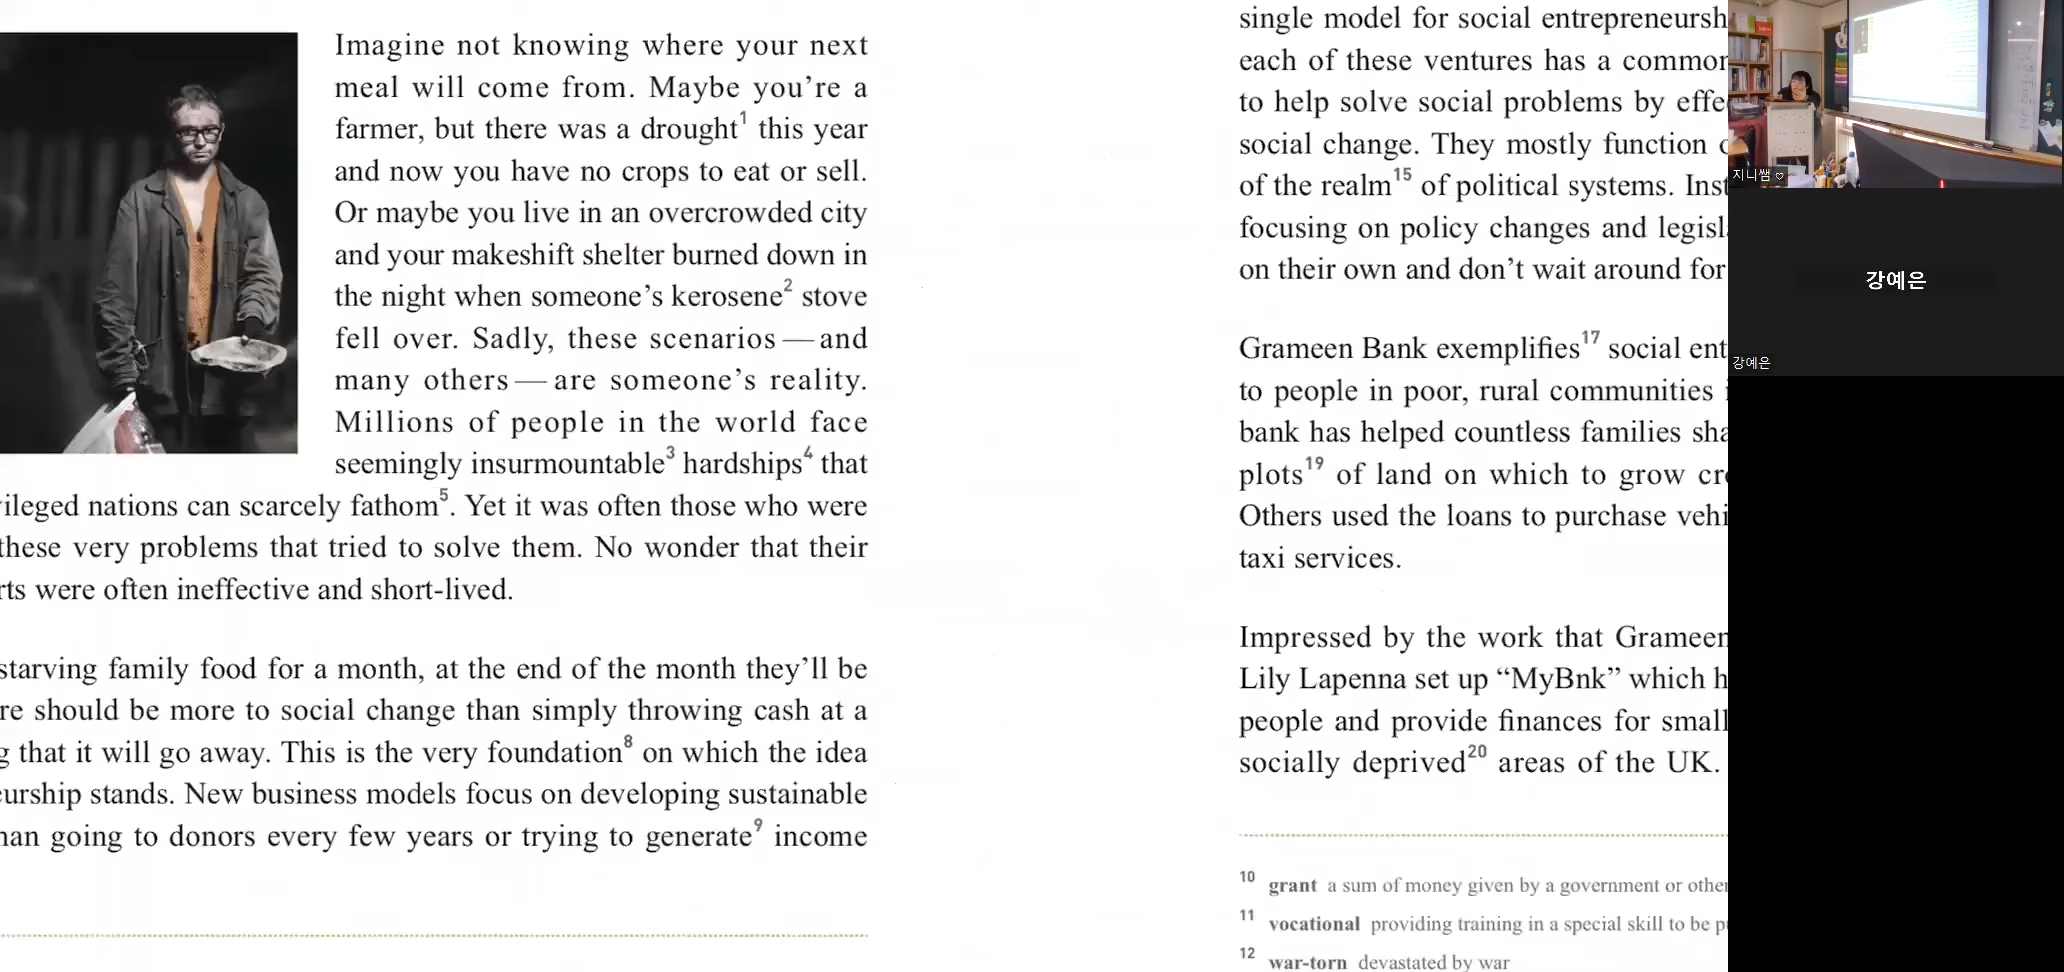 Imagine not knowing where your next
meal will come from. Maybe you're a
farmer, but there was a drought1 this year
and now you have no crops to eat or sell.
Or maybe you live in an overcrowded city
and your makeshift shelter burned down in
the night when someone's kerosene2 stove
fell over. Sadly, these scenarios — and
many others — are someone's reality.
Millions of people in the world face
seemingly insurmountable3 hardships4 that
nations can scarcely fathom5. Yet it was often those who were
these very problems that tried to solve them. No wonder that their
were often ineffective and short-lived.
starving family food for a month, at the end of the month they'll be
should be more to social change than simply throwing cash at a
that it will go away. This is the very foundation8 on which the idea
stands. New business models focus on developing sustainable
going to donors every few years or trying to generate9 income
single model for social
each of these ventures has a
to help solve social problems by
social change. They mostly function
of the realm15 of political systems.
focusing on policy changes and
on their own and don't wait around for
Grameen Bank exemplifies17 social
to people in poor, rural communities
bank has helped countless families
plots19 of land on which to grow
Others used the loans to purchase
taxi services.
Impressed by the work that Grameen
Lily Lapenna set up “MyBnk” which
people and provide finances for small
socially deprived20 areas of the UK.
10 grant a sum of money given by a government or
11 vocational providing training in a special skill to be
12 war-torn devastated by war
지니쌤
강예은
강예은